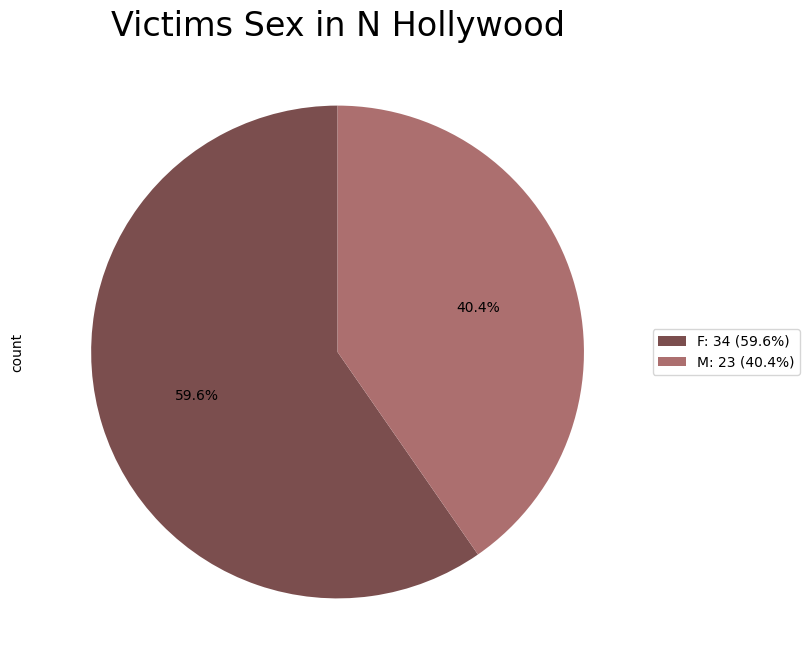 Victims Sex in N Hollywood
40.4%
59.6%
count
F: 34 (59.6%)
M: 23 (40.4%)